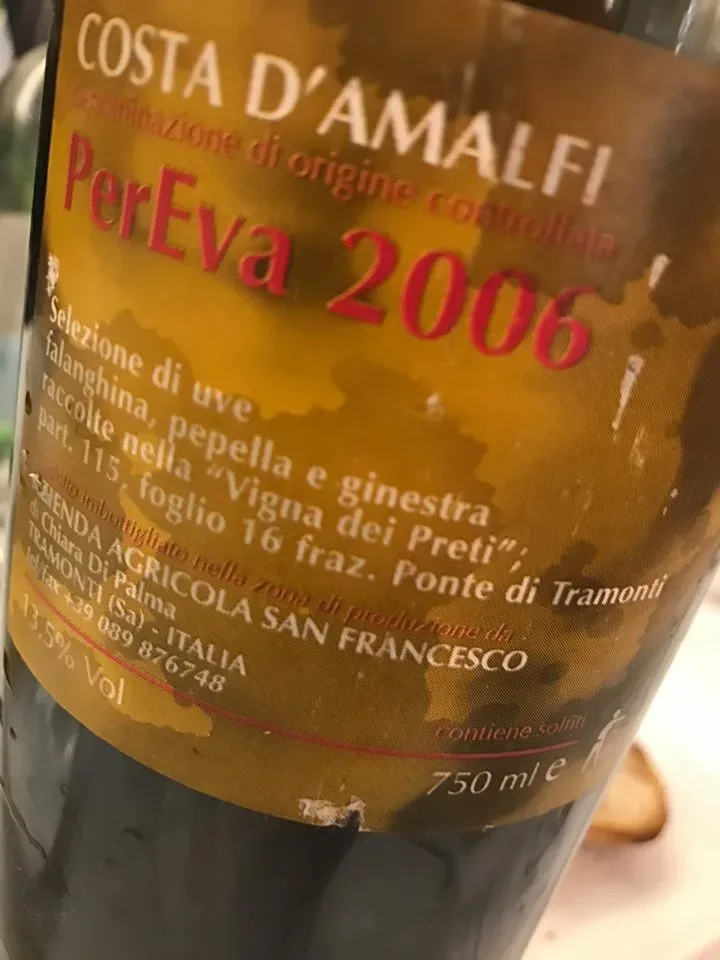 COSTA D'AMALFI
denominazione di origine controllata
PerEva 2006
Selezione di uve
falanghina, pepella e ginestra
raccolte nella "Vigna dei Preti";
part. 115, foglio 16 fraz. Ponte di Tramonti
imbottigliato nella zona di produzione da
AZIENDA AGRICOLA SAN FRANCESCO
di Chiara Di Palma
TRAMONTI (Sa) - ITALIA
tel/fax +39 089 876748
13,5% Vol
contiene solfiti
750 ml e